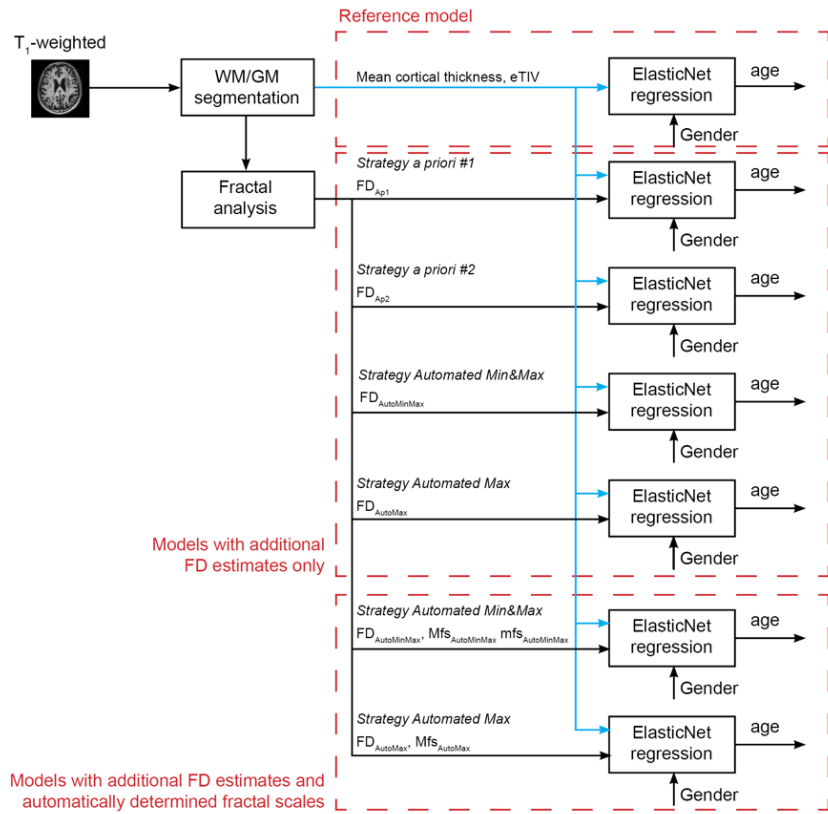 Reference model
T1-weighted
WM/GM
segmentation
Mean cortical thickness, eTIV
ElasticNet
regression
age
Gender
Fractal
analysis
Strategy a priori #1
FDAp1
ElasticNet
regression
age
Gender
Strategy a priori #2
FDAp2
ElasticNet
regression
age
Gender
Strategy Automated Min&Max
FDAutoMinMax
ElasticNet
regression
age
Gender
Strategy Automated Max
FDAutoMax
ElasticNet
regression
age
Gender
Models with additional
FD estimates only
Strategy Automated Min&Max
FDAutoMinMax, MfsAutoMinMax mfsAutoMinMax
ElasticNet
regression
age
Gender
Strategy Automated Max
FDAutoMax, MfsAutoMax
ElasticNet
regression
age
Gender
Models with additional FD estimates and
automatically determined fractal scales